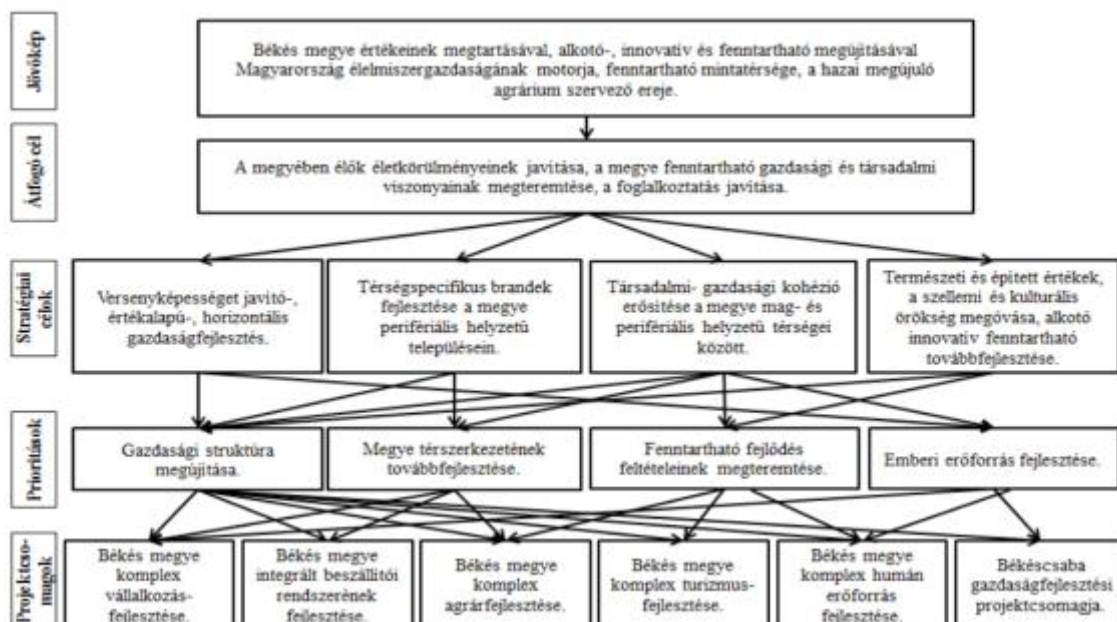 Jövőkép
Békés megye értékeinek megtartásával, alkotó-, innovatív és fenntartható megújításával
Magyarország élelmiszergazdaságának motorja, fenntartható mintatérsége, a hazai megújuló
agrárium szervező ereje.
Átfogó cél
A megyében élők életkörülményeinek javítása, a megye fenntartható gazdasági és társadalmi
viszonyainak megteremtése, a foglalkoztatás javítása.
Stratégiai
célok
Versenyképességet javító-,
értékalapú-, horizontális
gazdaságfejlesztés.
Térségspecifikus brandek
fejlesztése a megye
perifériális helyzetű
településein.
Társadalmi- gazdasági kohézió
erősítése a megye mag- és
perifériális helyzetű térségei
között.
Természeti és épített értékek,
a szellemi és kulturális
örökség megóvása, alkotó
innovatív fenntartható
továbbfejlesztése.
Prioritások
Gazdasági struktúra
megújítása.
Megye térszerkezetének
továbbfejlesztése.
Fenntartható fejlődés
feltételeinek megteremtése.
Emberi erőforrás fejlesztése.
Projektcso-
magok
Békés megye
komplex
vállalkozás-
fejlesztése.
Békés megye
integrált beszállítói
rendszerének
fejlesztése.
Békés megye
komplex
agrárfejlesztése.
Békés megye
komplex turizmus-
fejlesztése.
Békés megye
komplex humán
erőforrás
fejlesztése.
Békéscsaba
gazdaságfejlesztési
projektcsomagja.